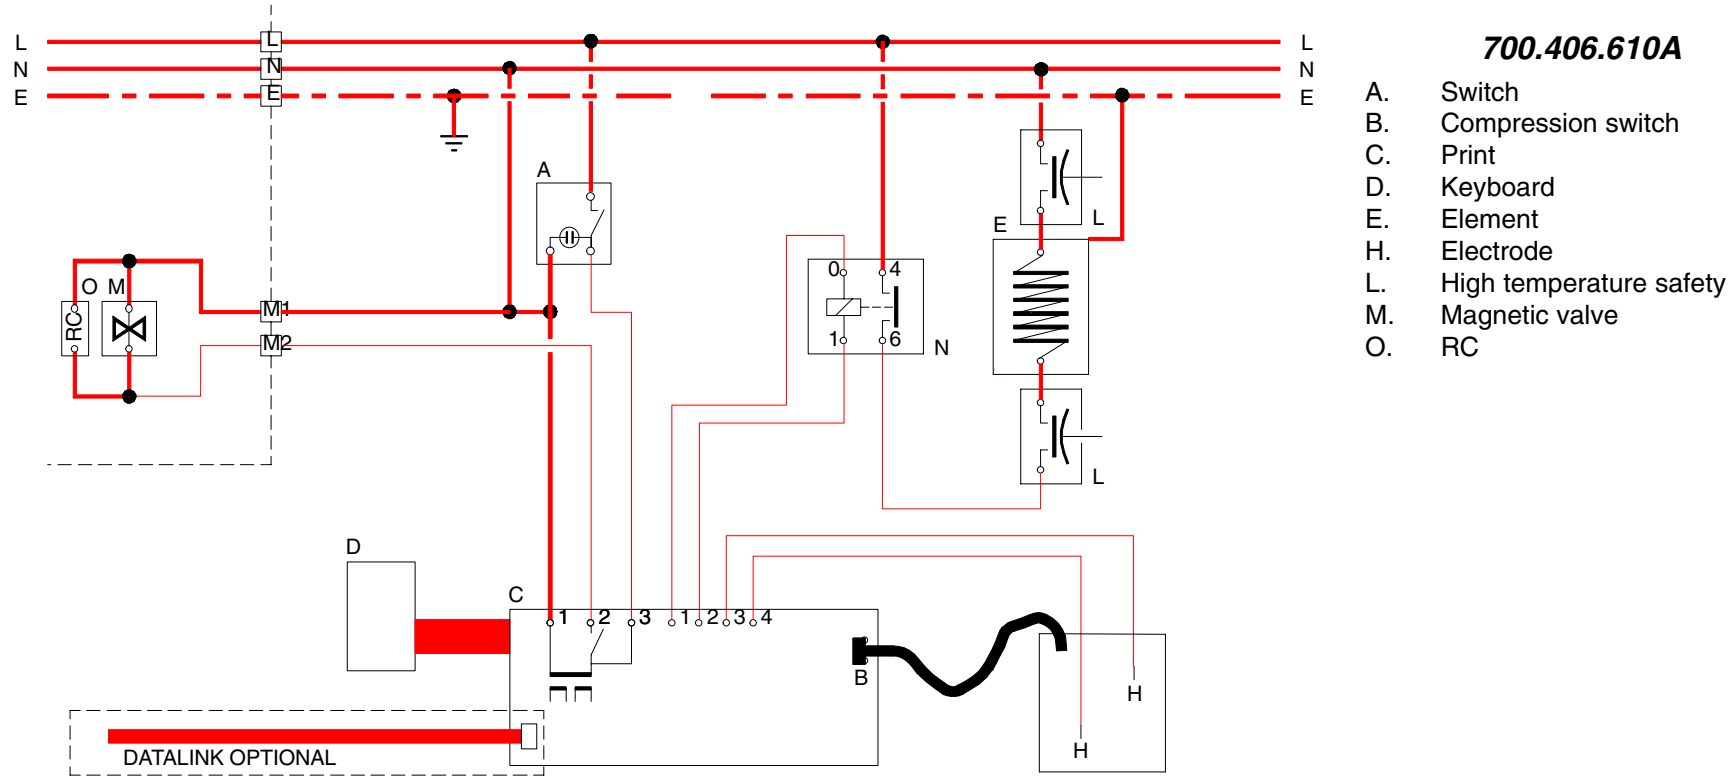 L L L
N N N
E E E
700.406.610A
A. Switch
B. Compression switch
C. Print
D. Keyboard
E. Element
H. Electrode
L. High temperature safety
M. Magnetic valve
O. RC
A
L
E
O M
0 4
M1
RC
M2
1 6
N
L
D
C
1 2 3 1 2 3 4
B
H
H
DATALINK OPTIONAL